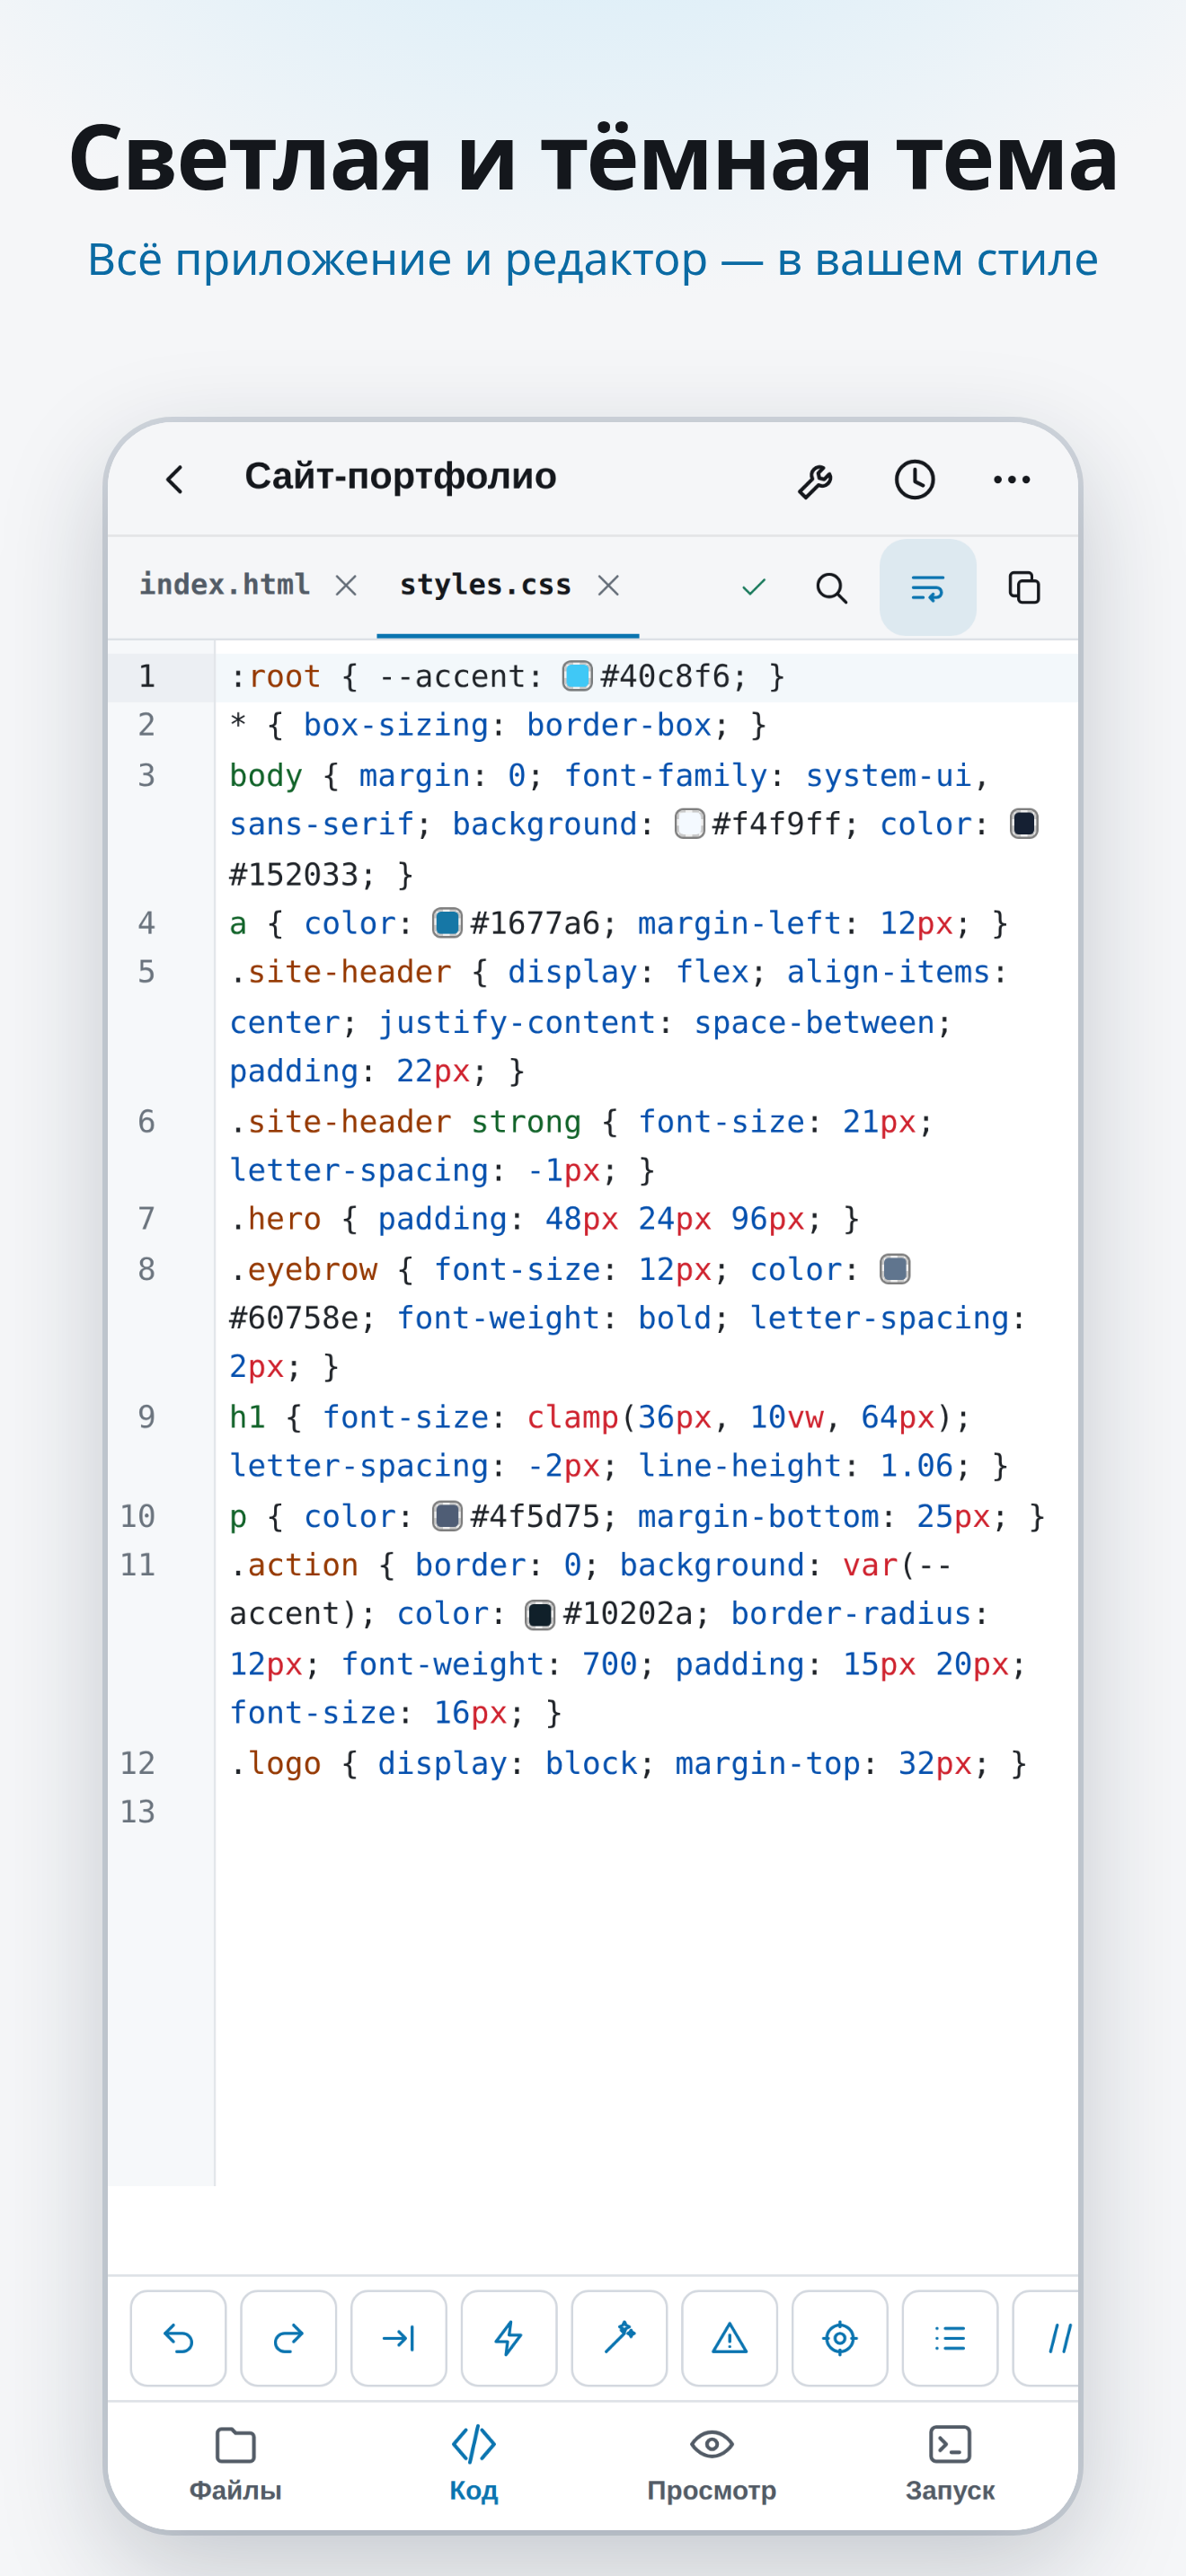 Светлая и тёмная тема
Всё приложение и редактор — в вашем стиле
Сайт-портфолио
index.html styles.css
1 :root { --accent: #40c8f6; }
2 * { box-sizing: border-box; }
3 body { margin: 0; font-family: system-ui,
sans-serif; background: #f4f9ff; color:
#152033; }
4 a { color: #1677a6; margin-left: 12px; }
5 .site-header { display: flex; align-items:
center; justify-content: space-between;
padding: 22px; }
6 .site-header strong { font-size: 21px;
letter-spacing: -1px; }
7 .hero { padding: 48px 24px 96px; }
8 .eyebrow { font-size: 12px; color:
#60758e; font-weight: bold; letter-spacing:
2px; }
9 h1 { font-size: clamp(36px, 10vw, 64px);
letter-spacing: -2px; line-height: 1.06; }
10 p { color: #4f5d75; margin-bottom: 25px; }
11 .action { border: 0; background: var(--
accent); color: #10202a; border-radius:
12px; font-weight: 700; padding: 15px 20px;
font-size: 16px; }
12 .logo { display: block; margin-top: 32px; }
13
//
Файлы Код Просмотр Запуск